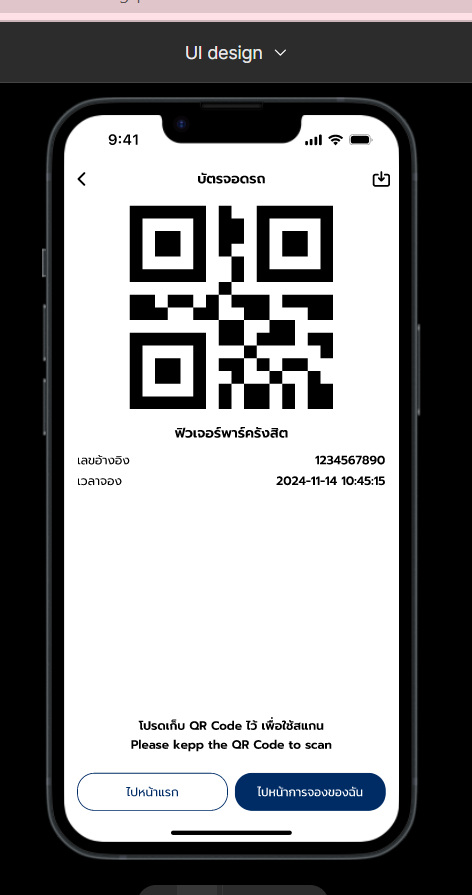 UI design
9:41
บัตรจอดรถ
ฟิวเจอร์พาร์ครังสิต
เลขอ้างอิง 1234567890
เวลาจอง 2024-11-14 10:45:15
โปรดเก็บ QR Code ไว้ เพื่อใช้สแกน
Please kepp the QR Code to scan
ไปหน้าแรก ไปหน้าการจองของฉัน